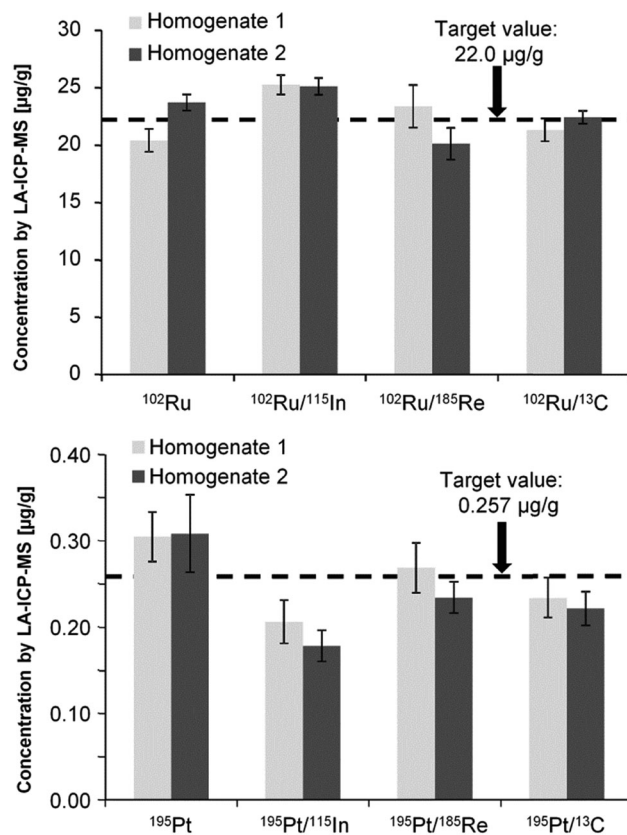 Concentration by LA-ICP-MS [µg/g]
30
25
20
15
10
5
0
Homogenate 1
Homogenate 2
Target value:
22.0 µg/g
¹⁰²Ru
¹⁰²Ru/¹¹⁵In
¹⁰²Ru/¹⁸⁵Re
¹⁰²Ru/¹³C
Concentration by LA-ICP-MS [µg/g]
0.40
0.30
0.20
0.10
0.00
Homogenate 1
Homogenate 2
Target value:
0.257 µg/g
¹⁹⁵Pt
¹⁹⁵Pt/¹¹⁵In
¹⁹⁵Pt/¹⁸⁵Re
¹⁹⁵Pt/¹³C